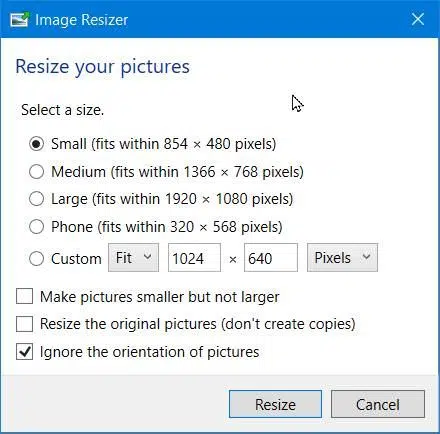 Image Resizer
Resize your pictures
Select a size.
Small (fits within 854 × 480 pixels)
Medium (fits within 1366 × 768 pixels)
Large (fits within 1920 × 1080 pixels)
Phone (fits within 320 × 568 pixels)
Custom Fit 1024 × 640 Pixels
Make pictures smaller but not larger
Resize the original pictures (don't create copies)
Ignore the orientation of pictures
Resize Cancel